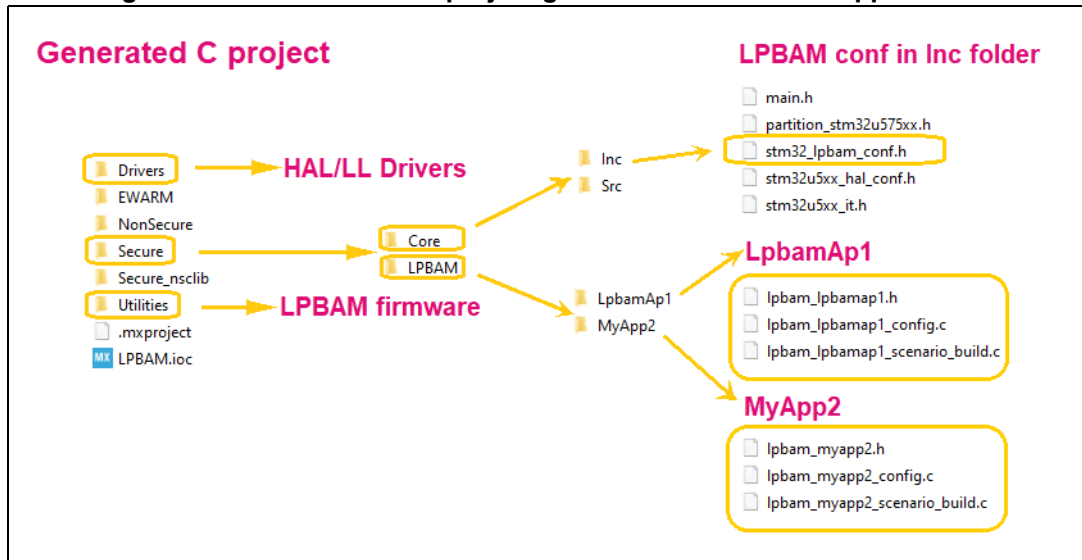 Generated C project
LPBAM conf in Inc folder
main.h
partition_stm32u575xx.h
stm32_lpbam_conf.h
stm32u5xx_hal_conf.h
stm32u5xx_it.h
Drivers
HAL/LL Drivers
EWARM
NonSecure
Secure
Secure_nsclib
Utilities
LPBAM firmware
.mxproject
MX LPBAM.ioc
Core
LPBAM
Inc
Src
LpbamAp1
MyApp2
LpbamAp1
lpbam_lpbamap1.h
lpbam_lpbamap1_config.c
lpbam_lpbamap1_scenario_build.c
MyApp2
lpbam_myapp2.h
lpbam_myapp2_config.c
lpbam_myapp2_scenario_build.c